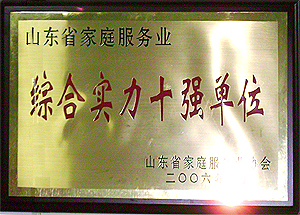 山东省家庭服务业
综合实力十强单位
山东省家庭服务 协会
二〇〇六